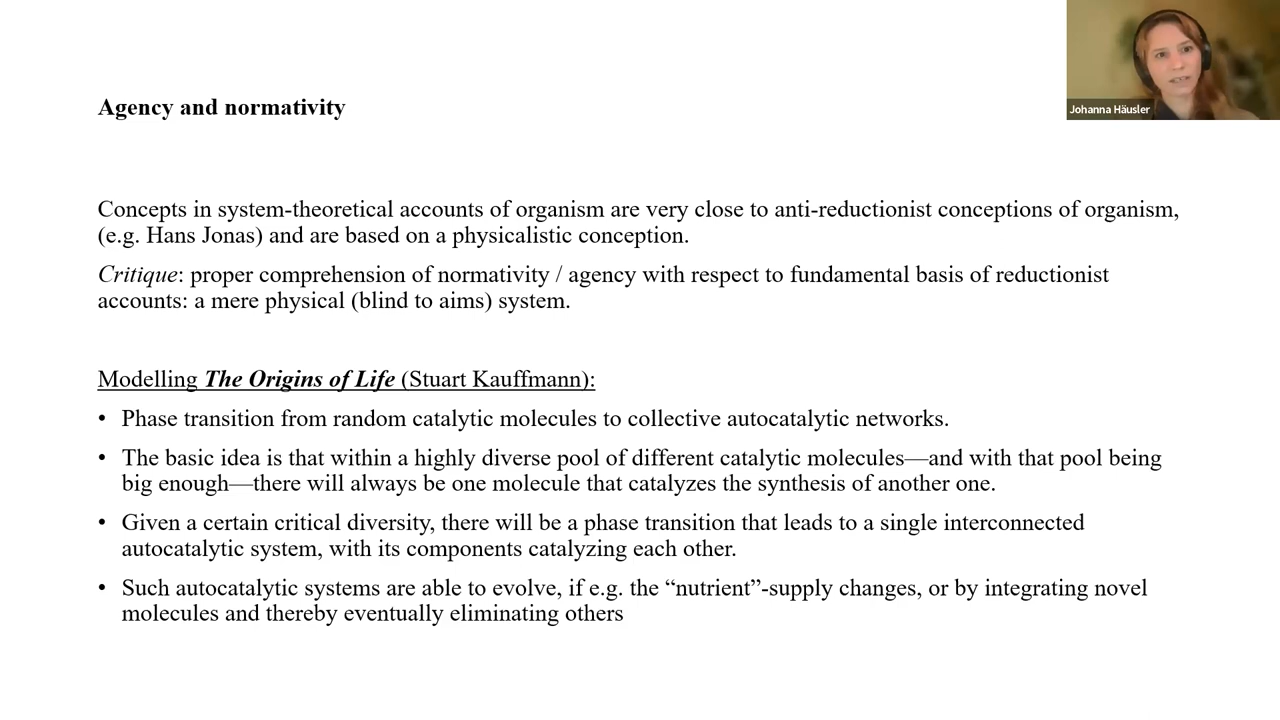 Johanna Häusler
Agency and normativity
Concepts in system-theoretical accounts of organism are very close to anti-reductionist conceptions of organism,
(e.g. Hans Jonas) and are based on a physicalistic conception.
Critique: proper comprehension of normativity / agency with respect to fundamental basis of reductionist
accounts: a mere physical (blind to aims) system.
Modelling The Origins of Life (Stuart Kauffmann):
• Phase transition from random catalytic molecules to collective autocatalytic networks.
• The basic idea is that within a highly diverse pool of different catalytic molecules—and with that pool being
big enough—there will always be one molecule that catalyzes the synthesis of another one.
• Given a certain critical diversity, there will be a phase transition that leads to a single interconnected
autocatalytic system, with its components catalyzing each other.
• Such autocatalytic systems are able to evolve, if e.g. the “nutrient”-supply changes, or by integrating novel
molecules and thereby eventually eliminating others